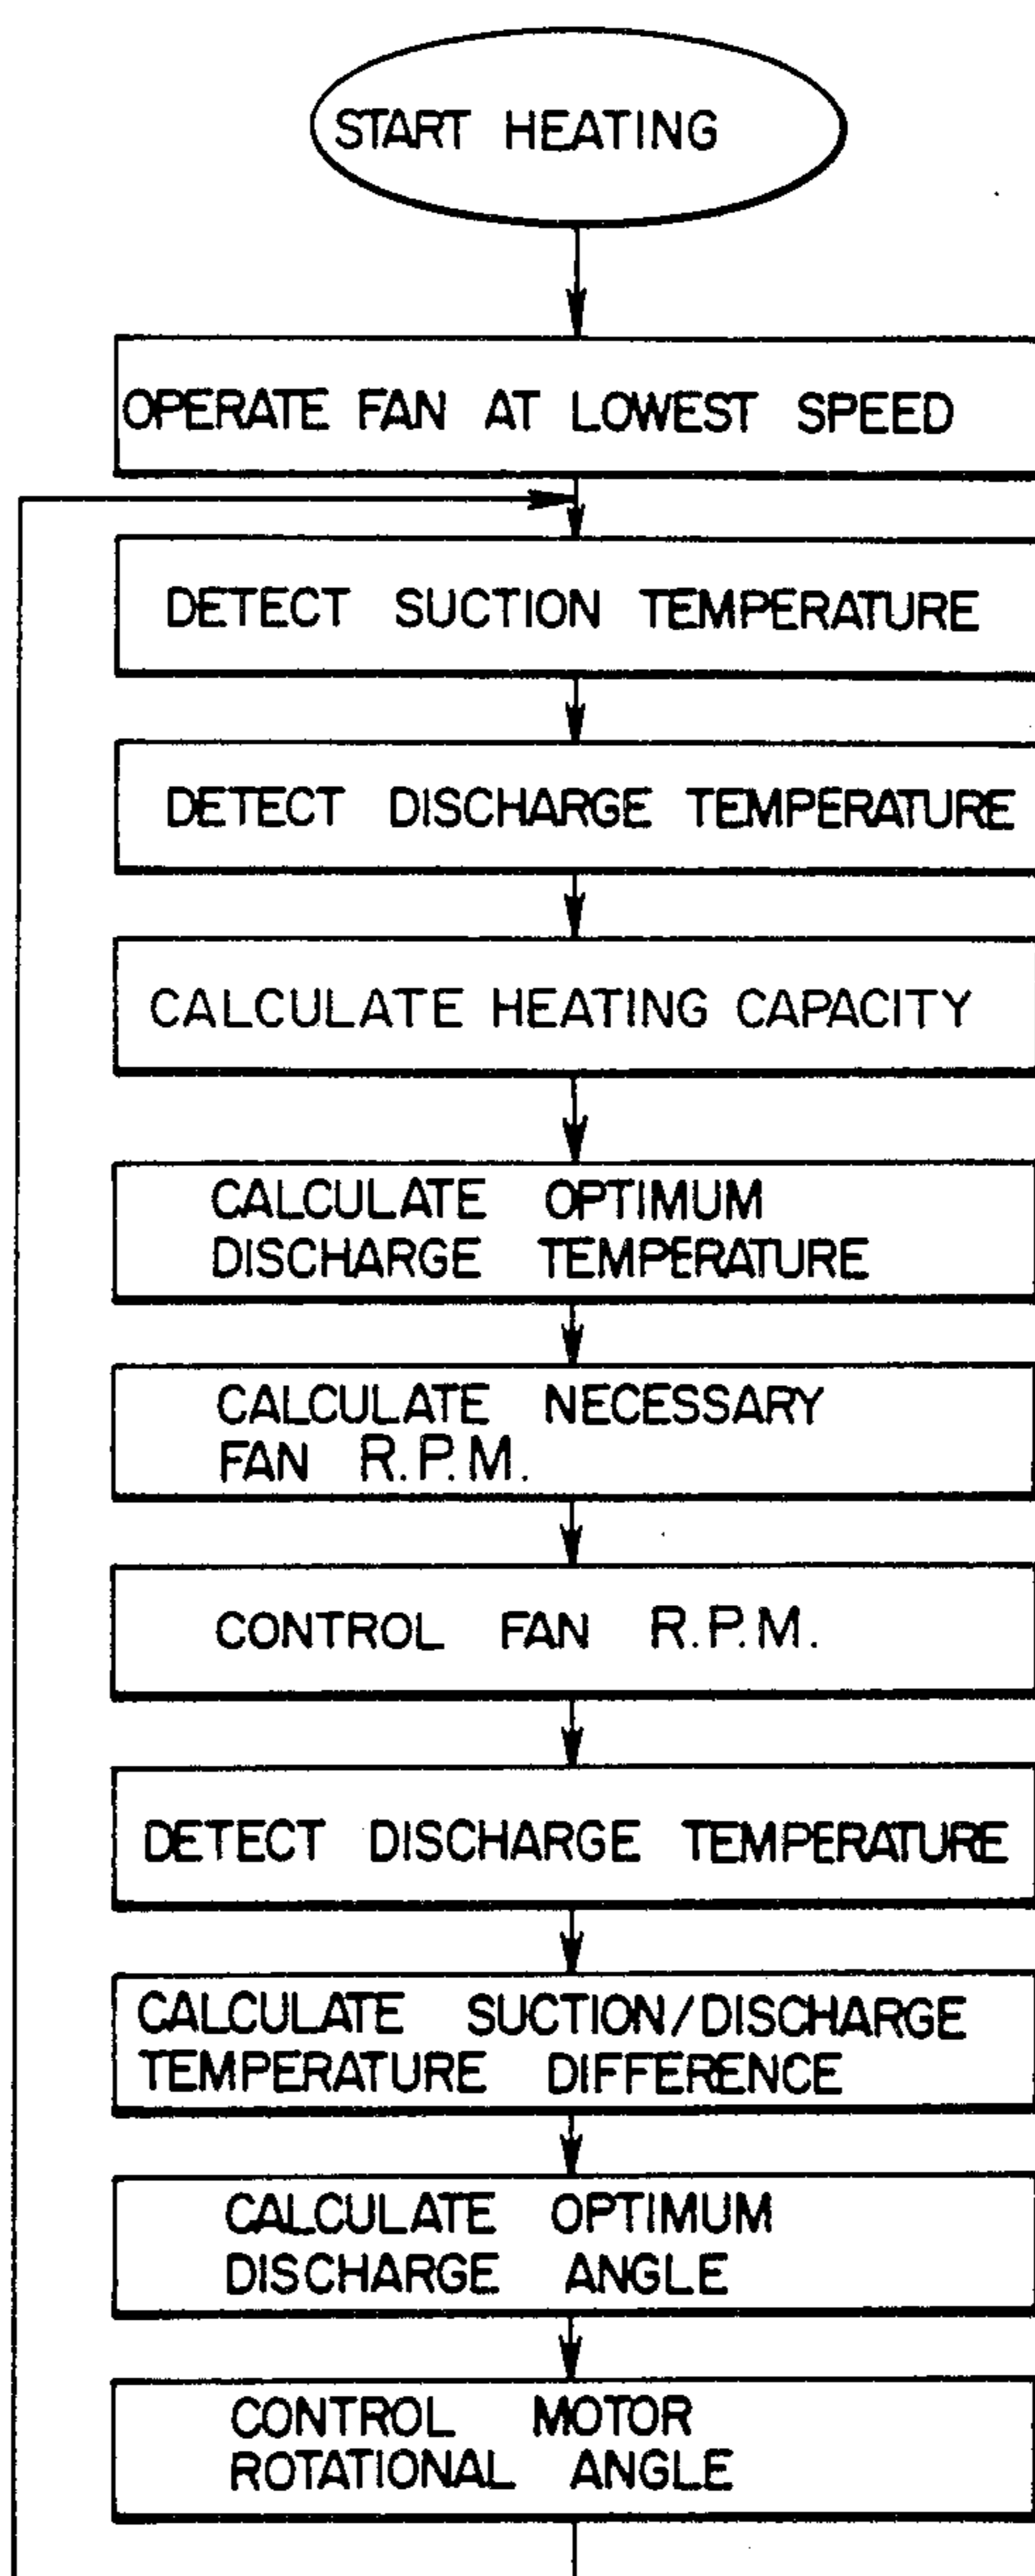 START HEATING
OPERATE FAN AT LOWEST SPEED
DETECT SUCTION TEMPERATURE
DETECT DISCHARGE TEMPERATURE
CALCULATE HEATING CAPACITY
CALCULATE OPTIMUM
DISCHARGE TEMPERATURE
CALCULATE NECESSARY
FAN R.P.M.
CONTROL FAN R.P.M.
DETECT DISCHARGE TEMPERATURE
CALCULATE SUCTION/DISCHARGE
TEMPERATURE DIFFERENCE
CALCULATE OPTIMUM
DISCHARGE ANGLE
CONTROL MOTOR
ROTATIONAL ANGLE